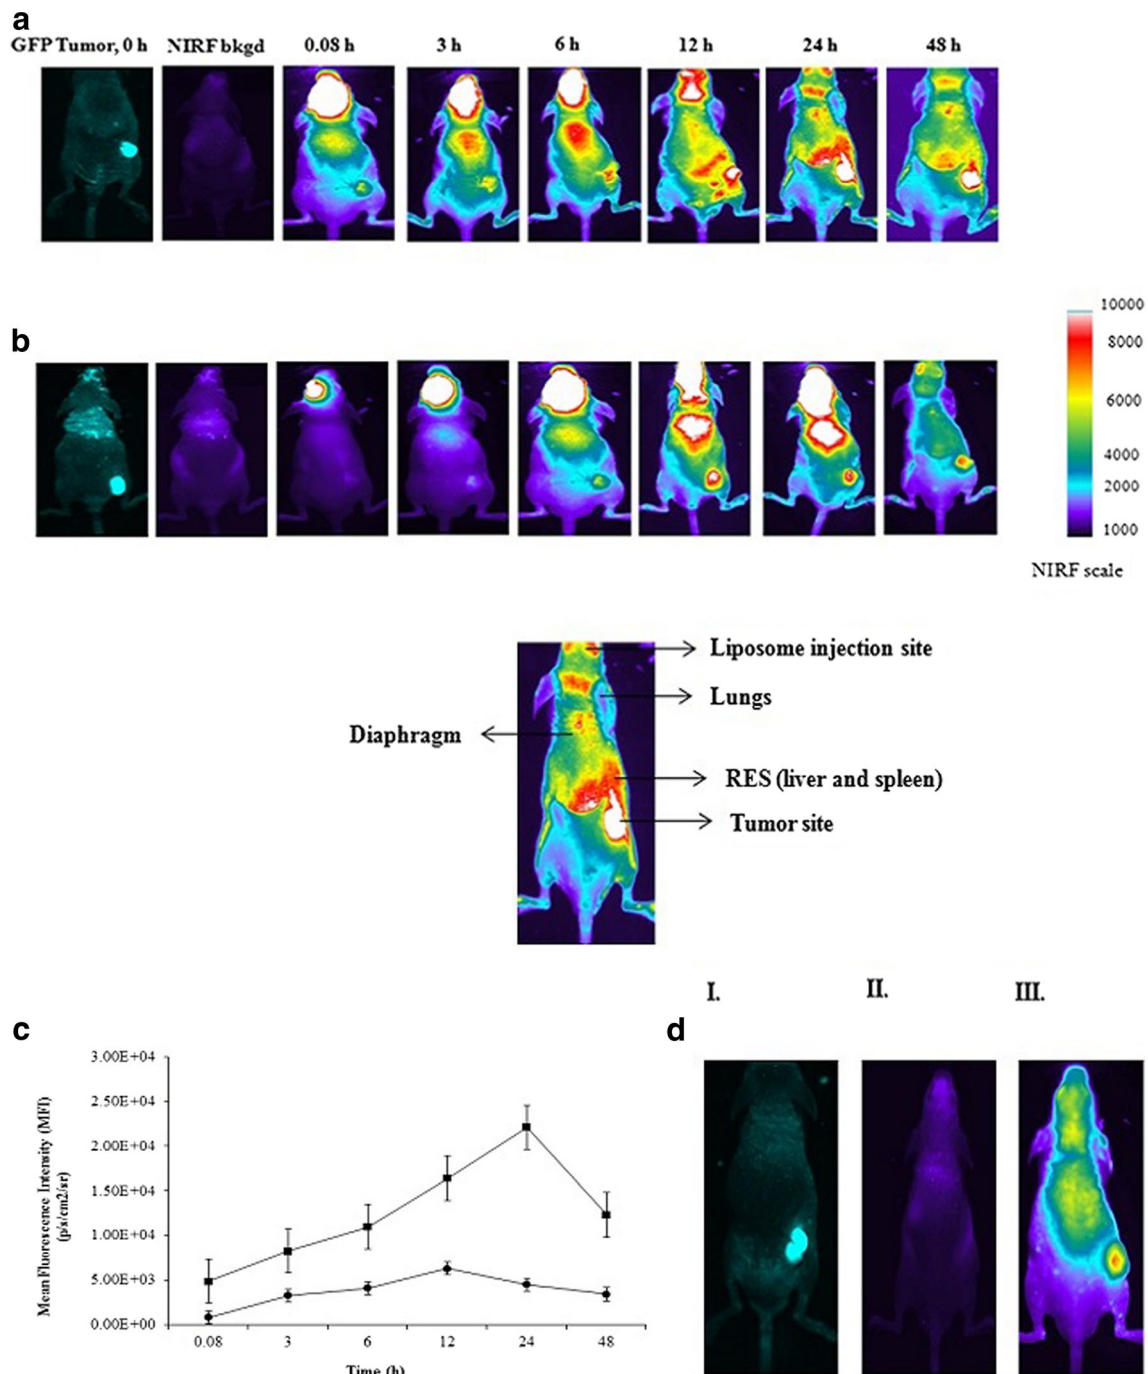 a
GFP Tumor, 0 h NIRF bkgd 0.08 h 3 h 6 h 12 h 24 h 48 h
b
10000
8000
6000
4000
2000
1000
NIRF scale
Liposome injection site
Lungs
Diaphragm
RES (liver and spleen)
Tumor site
I. II. III.
c
d
Mean Fluorescence Intensity (MFI)
(p/s/cm2/sr)
3.00E+04
2.50E+04
2.00E+04
1.50E+04
1.00E+04
5.00E+03
0.00E+00
0.08 3 6 12 24 48
Time (h)